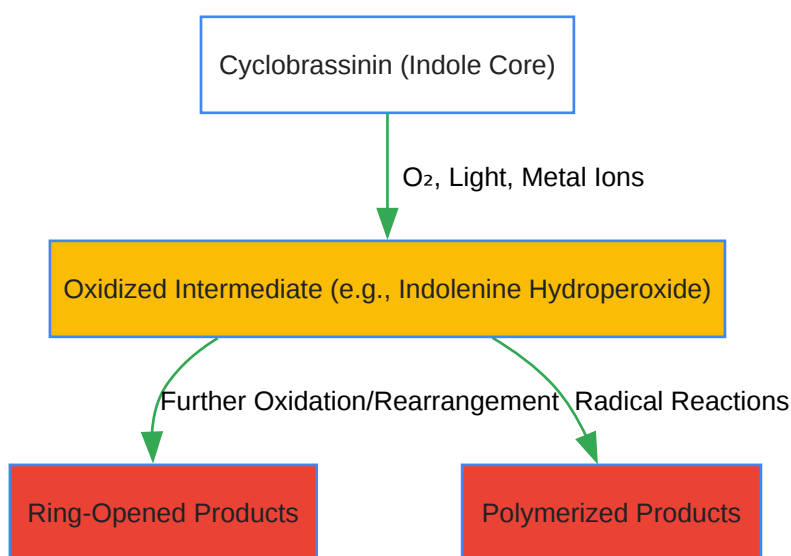 Cyclobrassinin (Indole Core)
O₂, Light, Metal Ions
Oxidized Intermediate (e.g., Indolenine Hydroperoxide)
Further Oxidation/Rearrangement
Radical Reactions
Ring-Opened Products
Polymerized Products